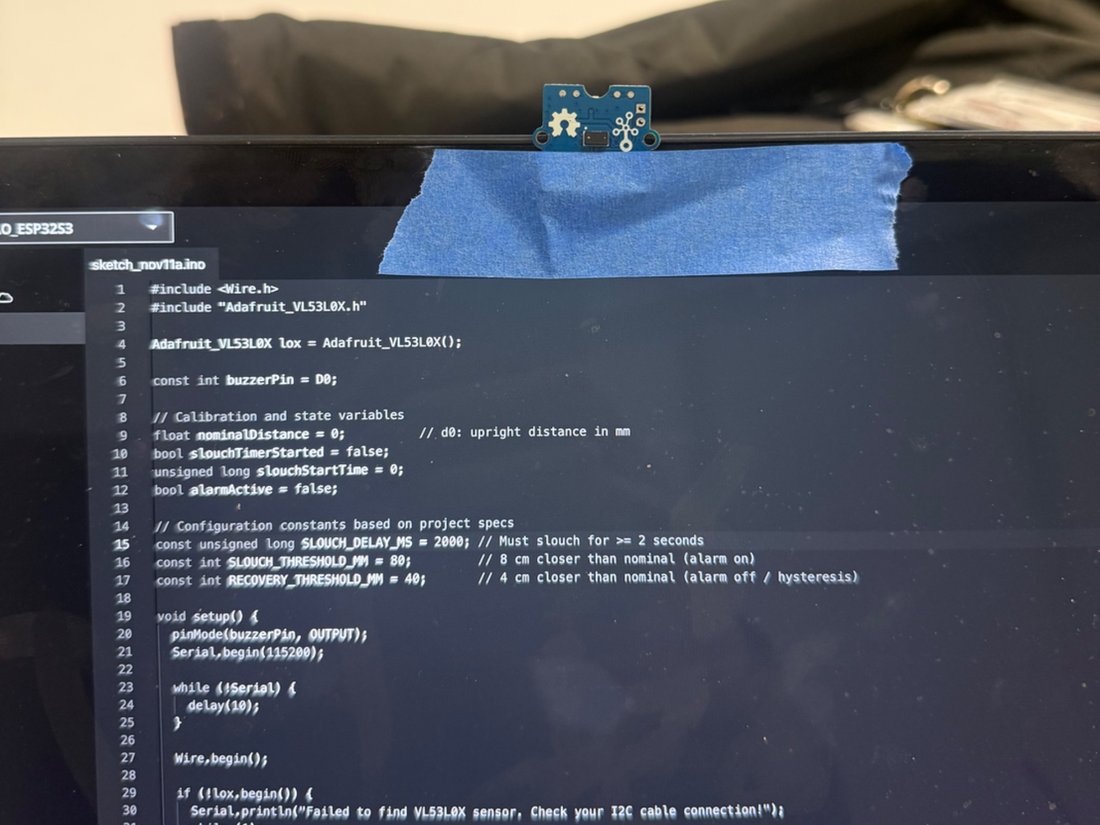 O_ESP32S3
sketch_nov11a.ino
1 #include <Wire.h>
2 #include "Adafruit_VL53L0X.h"
3
4 Adafruit_VL53L0X lox = Adafruit_VL53L0X();
5
6 const int buzzerPin = D0;
7
8 // Calibration and state variables
9 float nominalDistance = 0; // d0: upright distance in mm
10 bool slouchTimerStarted = false;
11 unsigned long slouchStartTime = 0;
12 bool alarmActive = false;
13
14 // Configuration constants based on project specs
15 const unsigned long SLOUCH_DELAY_MS = 2000; // Must slouch for >= 2 seconds
16 const int SLOUCH_THRESHOLD_MM = 80; // 8 cm closer than nominal (alarm on)
17 const int RECOVERY_THRESHOLD_MM = 40; // 4 cm closer than nominal (alarm off / hysteresis)
18
19 void setup() {
20 pinMode(buzzerPin, OUTPUT);
21 Serial.begin(115200);
22
23 while (!Serial) {
24 delay(10);
25 }
26
27 Wire.begin();
28
29 if (!lox.begin()) {
30 Serial.println("Failed to find VL53L0X sensor. Check your I2C cable connection!");